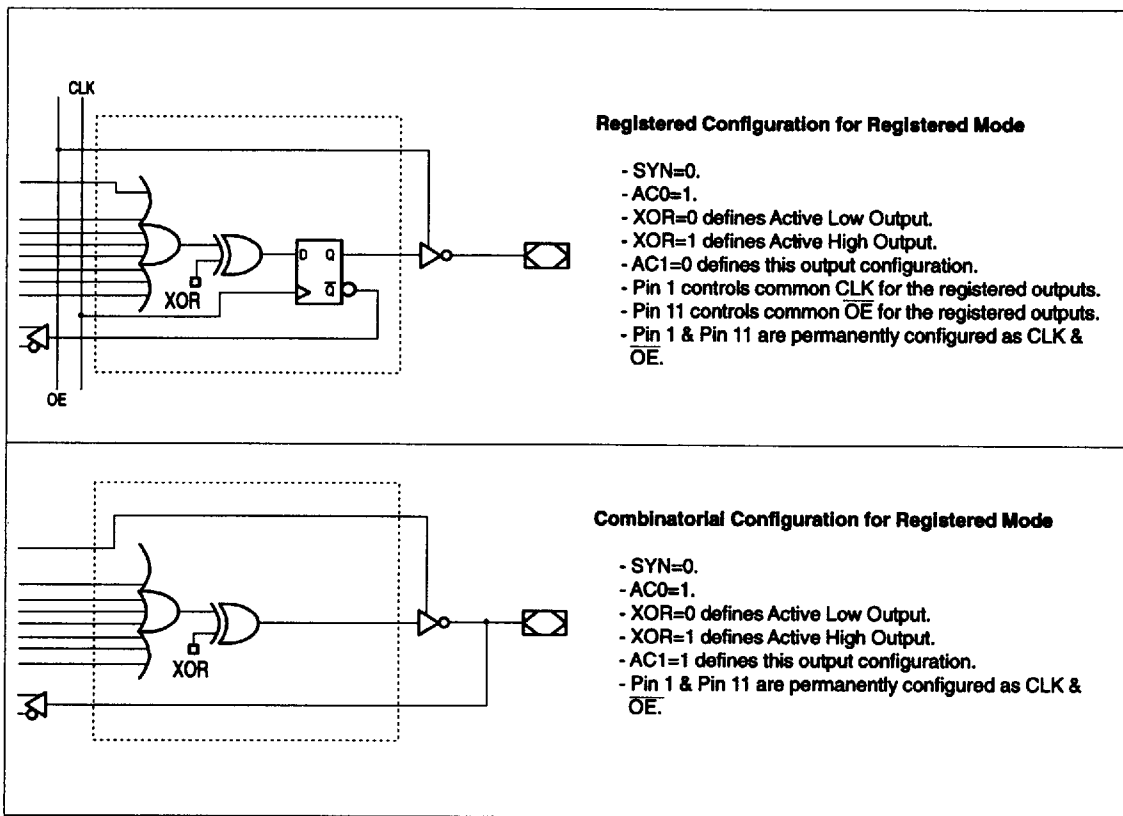 CLK
XOR
D Q
Q̅
OE
Registered Configuration for Registered Mode
- SYN=0.
- AC0=1.
- XOR=0 defines Active Low Output.
- XOR=1 defines Active High Output.
- AC1=0 defines this output configuration.
- Pin 1 controls common CLK for the registered outputs.
- Pin 11 controls common O̅E̅ for the registered outputs.
- Pin 1 & Pin 11 are permanently configured as CLK &
O̅E̅.
XOR
Combinatorial Configuration for Registered Mode
- SYN=0.
- AC0=1.
- XOR=0 defines Active Low Output.
- XOR=1 defines Active High Output.
- AC1=1 defines this output configuration.
- Pin 1 & Pin 11 are permanently configured as CLK &
O̅E̅.